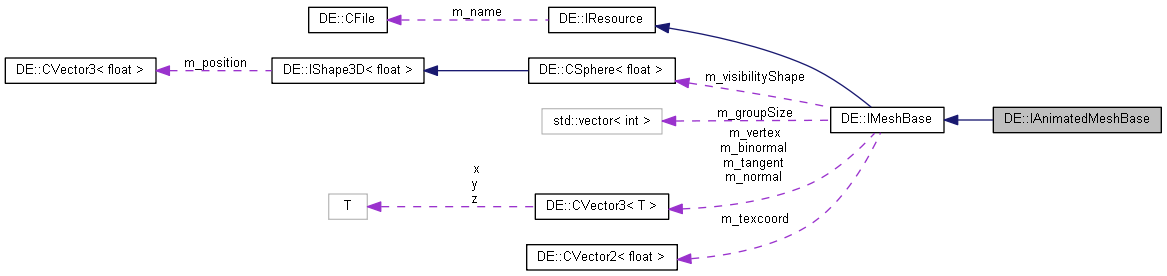 DE::CFile
m_name
DE::IResource
DE::CVector3< float >
m_position
DE::IShape3D< float >
DE::CSphere< float >
m_visibilityShape
std::vector< int >
m_groupSize
DE::IMeshBase
DE::IAnimatedMeshBase
m_vertex
m_binormal
m_tangent
m_normal
x
y
z
T
DE::CVector3< T >
m_texcoord
DE::CVector2< float >